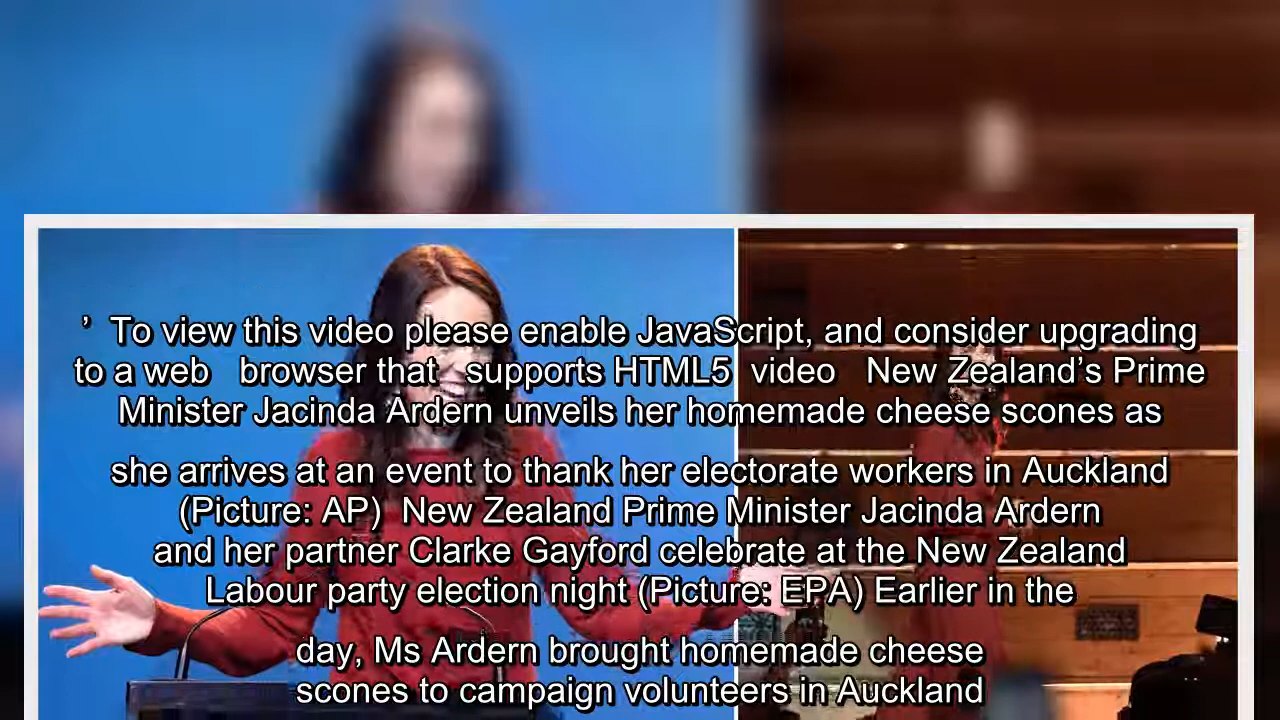 ’ To view this video please enable JavaScript, and consider upgrading
to a web browser that supports HTML5 video New Zealand’s Prime
Minister Jacinda Ardern unveils her homemade cheese scones as
she arrives at an event to thank her electorate workers in Auckland
(Picture: AP) New Zealand Prime Minister Jacinda Ardern
and her partner Clarke Gayford celebrate at the New Zealand
Labour party election night (Picture: EPA) Earlier in the
day, Ms Ardern brought homemade cheese
scones to campaign volunteers in Auckland